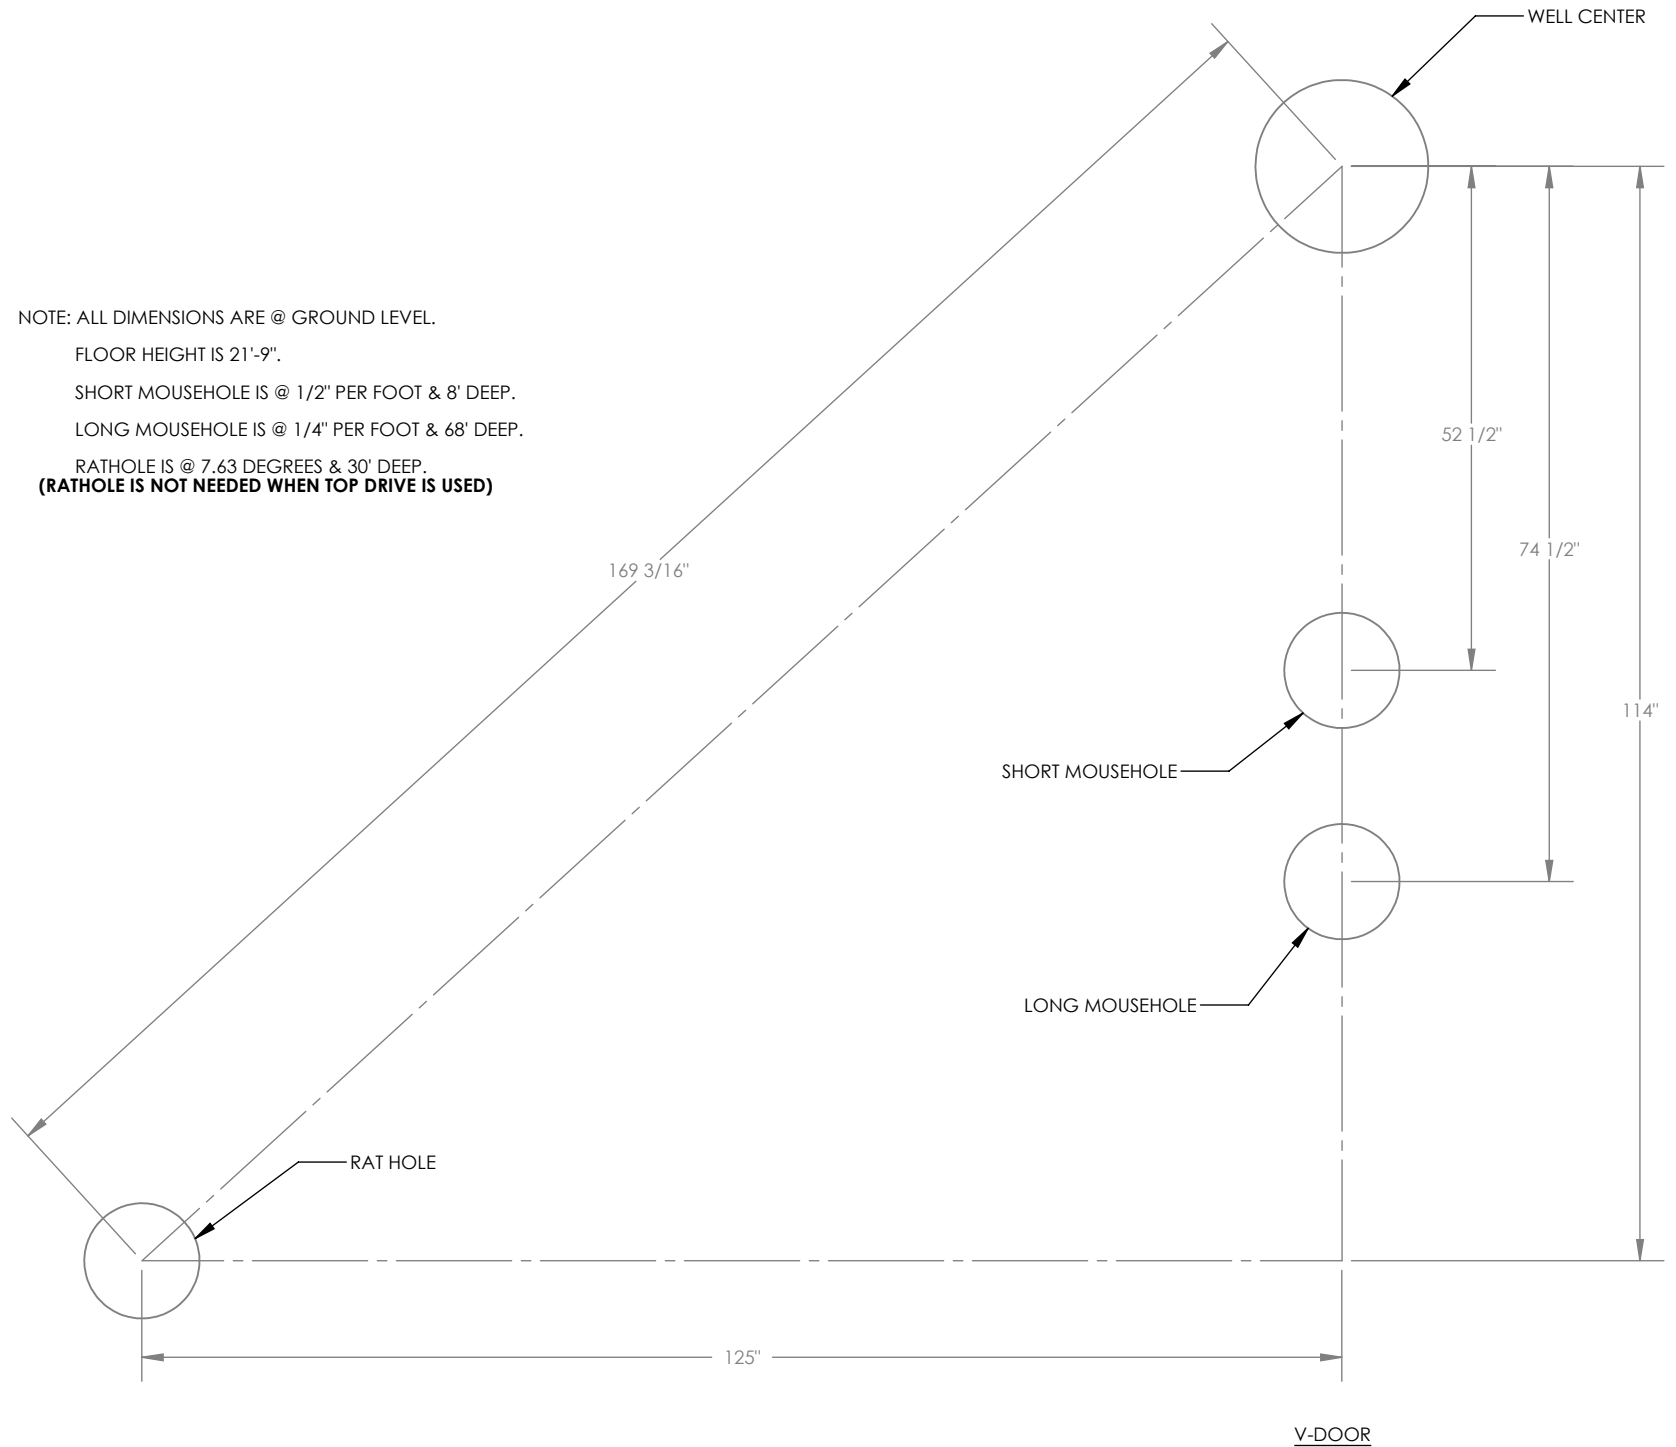 WELL CENTER
NOTE: ALL DIMENSIONS ARE @ GROUND LEVEL.
FLOOR HEIGHT IS 21'-9".
SHORT MOUSEHOLE IS @ 1/2" PER FOOT & 8' DEEP.
LONG MOUSEHOLE IS @ 1/4" PER FOOT & 68' DEEP.
RATHOLE IS @ 7.63 DEGREES & 30' DEEP.
(RATHOLE IS NOT NEEDED WHEN TOP DRIVE IS USED)
52 1/2"
74 1/2"
169 3/16"
114"
SHORT MOUSEHOLE
LONG MOUSEHOLE
RAT HOLE
125"
V-DOOR